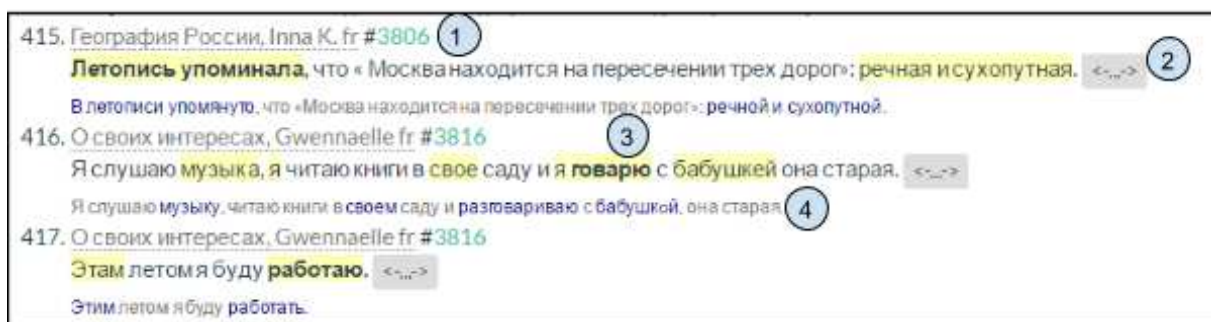 415. География России, Inna K. fr #3806 1
Летопись упоминала, что « Москва находится на пересечении трех дорог»: речная и сухопутная. <-...-> 2
В летописи упомянуто, что «Москва находится на пересечении трех дорог»: речной и сухопутной.
416. О своих интересах, Gwennaelle fr #3816 3
Я слушаю музыка, я читаю книги в свое саду и я говарю с бабушкей она старая. <-...->
Я слушаю музыку, читаю книги в своем саду и разговариваю с бабушкой, она старая. 4
417. О своих интересах, Gwennaelle fr #3816
Этам летом я буду работаю. <-...->
Этим летом я буду работать.